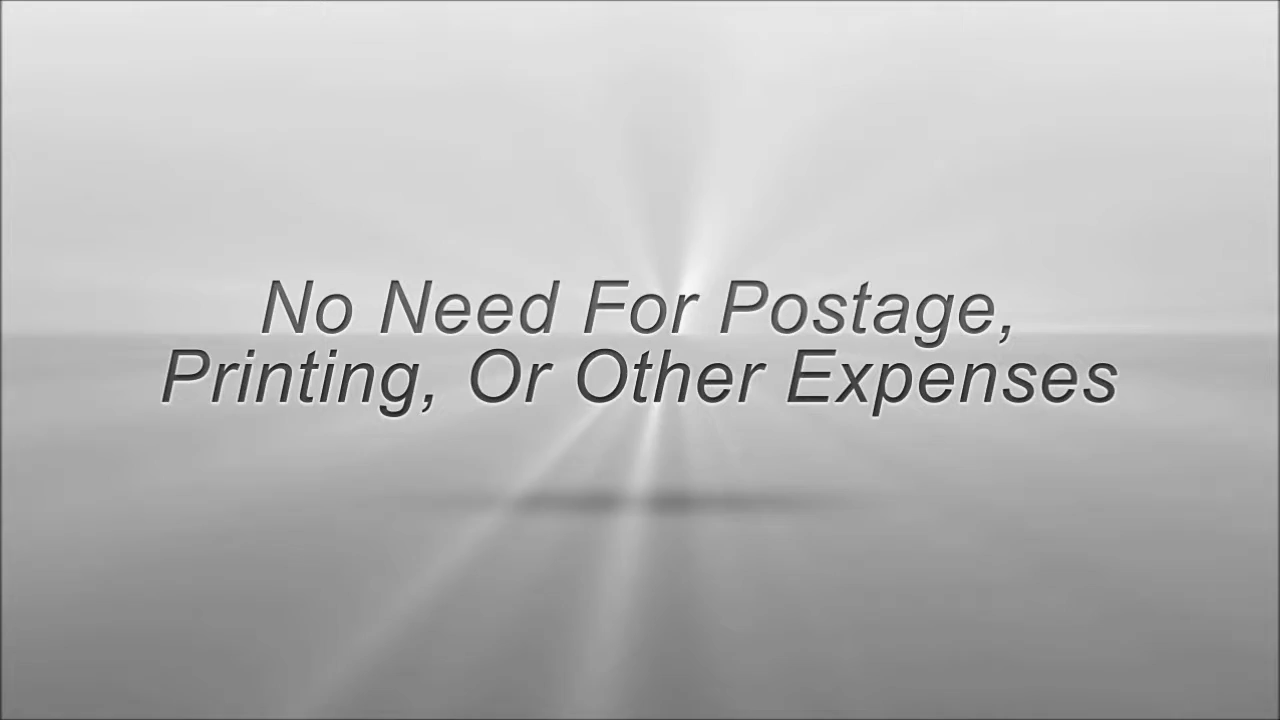 No Need For Postage,
Printing, Or Other Expenses